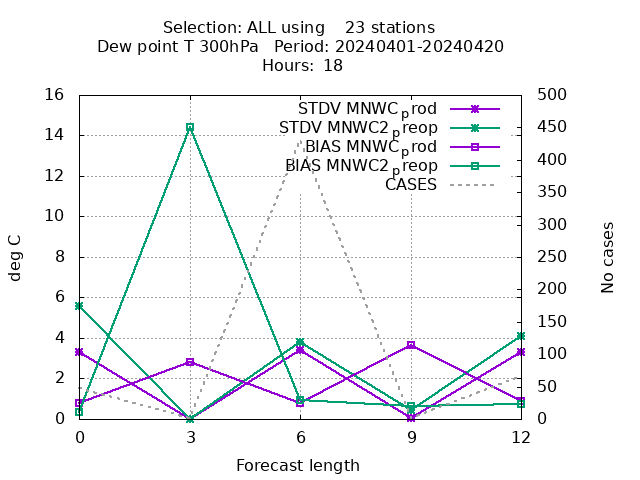 Selection: ALL using    23 stations
Dew point T 300hPa   Period: 20240401-20240420
Hours: 18
deg C
No cases
16
14
12
10
8
6
4
2
0
500
450
400
350
300
250
200
150
100
50
0
STDV MNWC_prod
STDV MNWC2_preop
BIAS MNWC_prod
BIAS MNWC2_preop
CASES
0 3 6 9 12
Forecast length